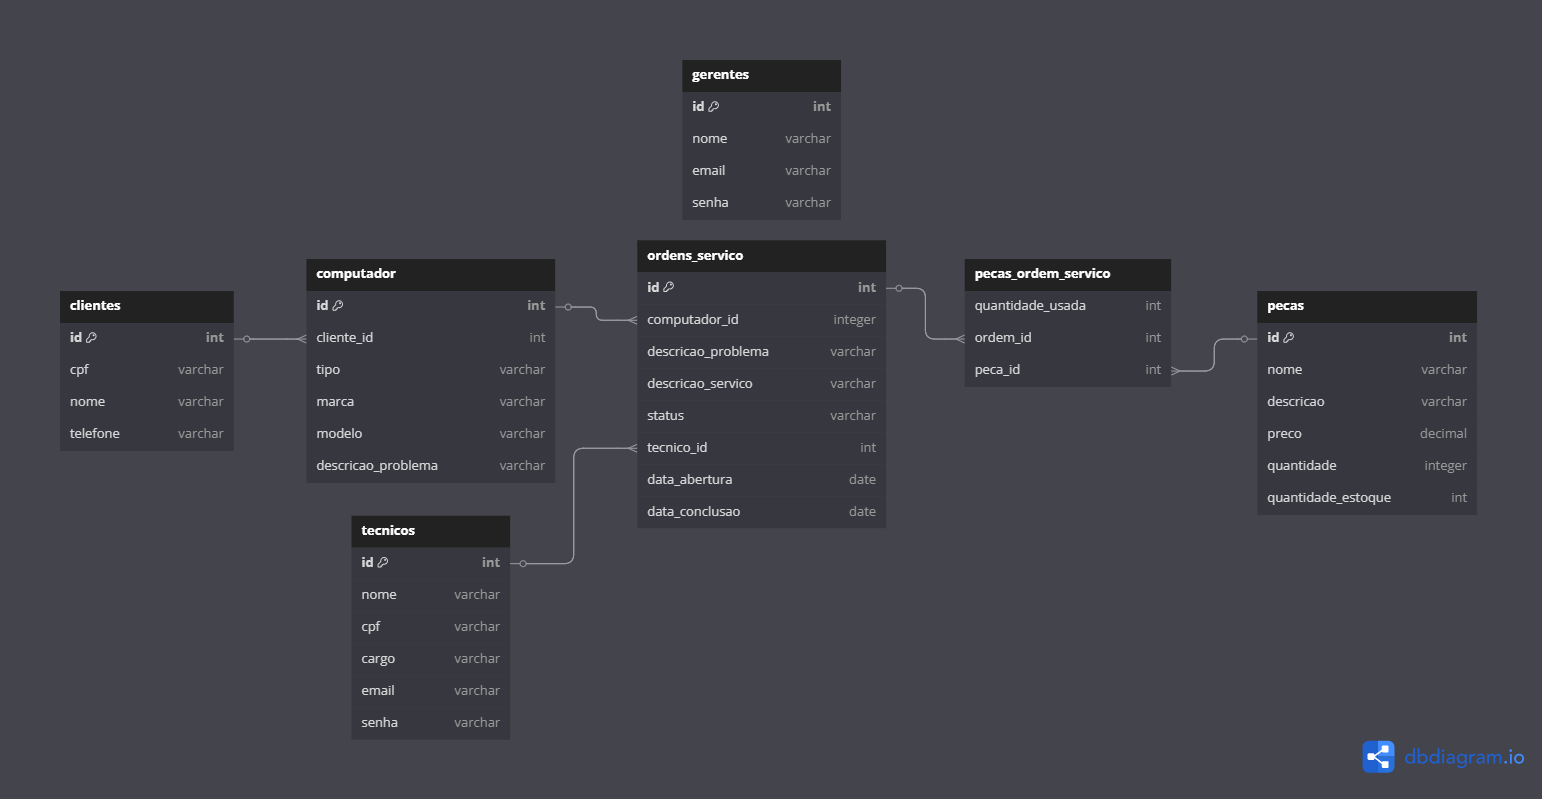 gerentes
id int
nome varchar
email varchar
senha varchar
clientes
id int
cpf varchar
nome varchar
telefone varchar
computador
id int
cliente_id int
tipo varchar
marca varchar
modelo varchar
descricao_problema varchar
tecnicos
id int
nome varchar
cpf varchar
cargo varchar
email varchar
senha varchar
ordens_servico
id int
computador_id integer
descricao_problema varchar
descricao_servico varchar
status varchar
tecnico_id int
data_abertura date
data_conclusao date
pecas_ordem_servico
quantidade_usada int
ordem_id int
peca_id int
pecas
id int
nome varchar
descricao varchar
preco decimal
quantidade integer
quantidade_estoque int
dbdiagram.io